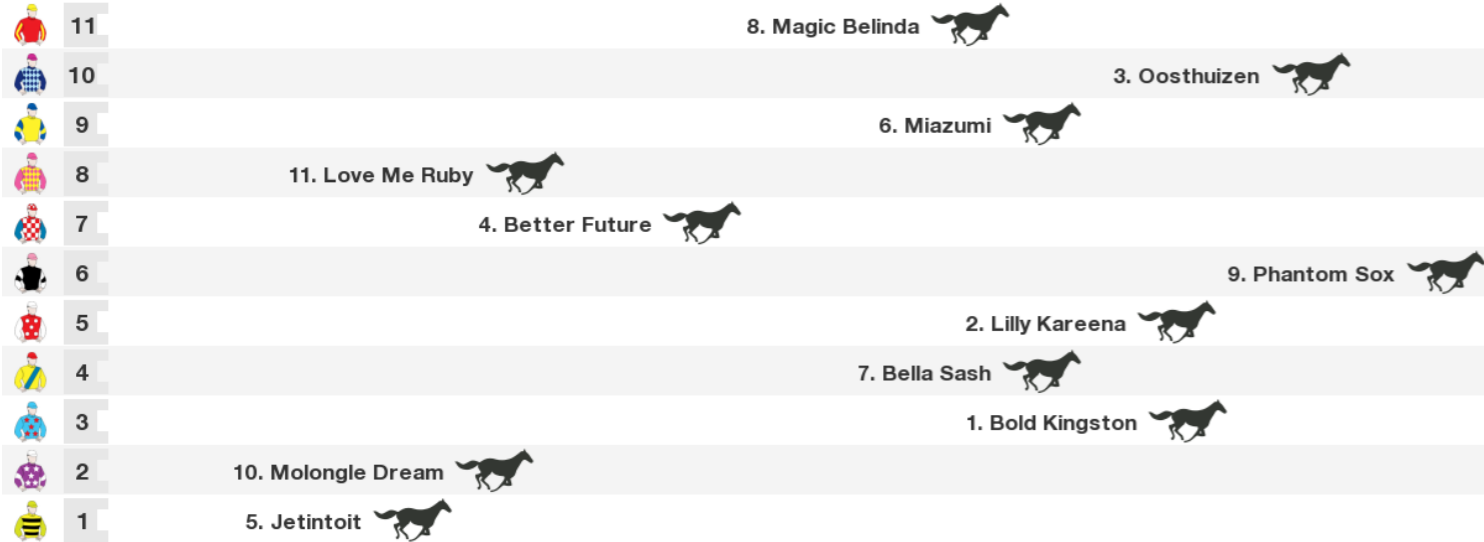 11 8. Magic Belinda
10 3. Oosthuizen
9 6. Miazumi
8 11. Love Me Ruby
7 4. Better Future
6 9. Phantom Sox
5 2. Lilly Kareena
4 7. Bella Sash
3 1. Bold Kingston
2 10. Molongle Dream
1 5. Jetintoit